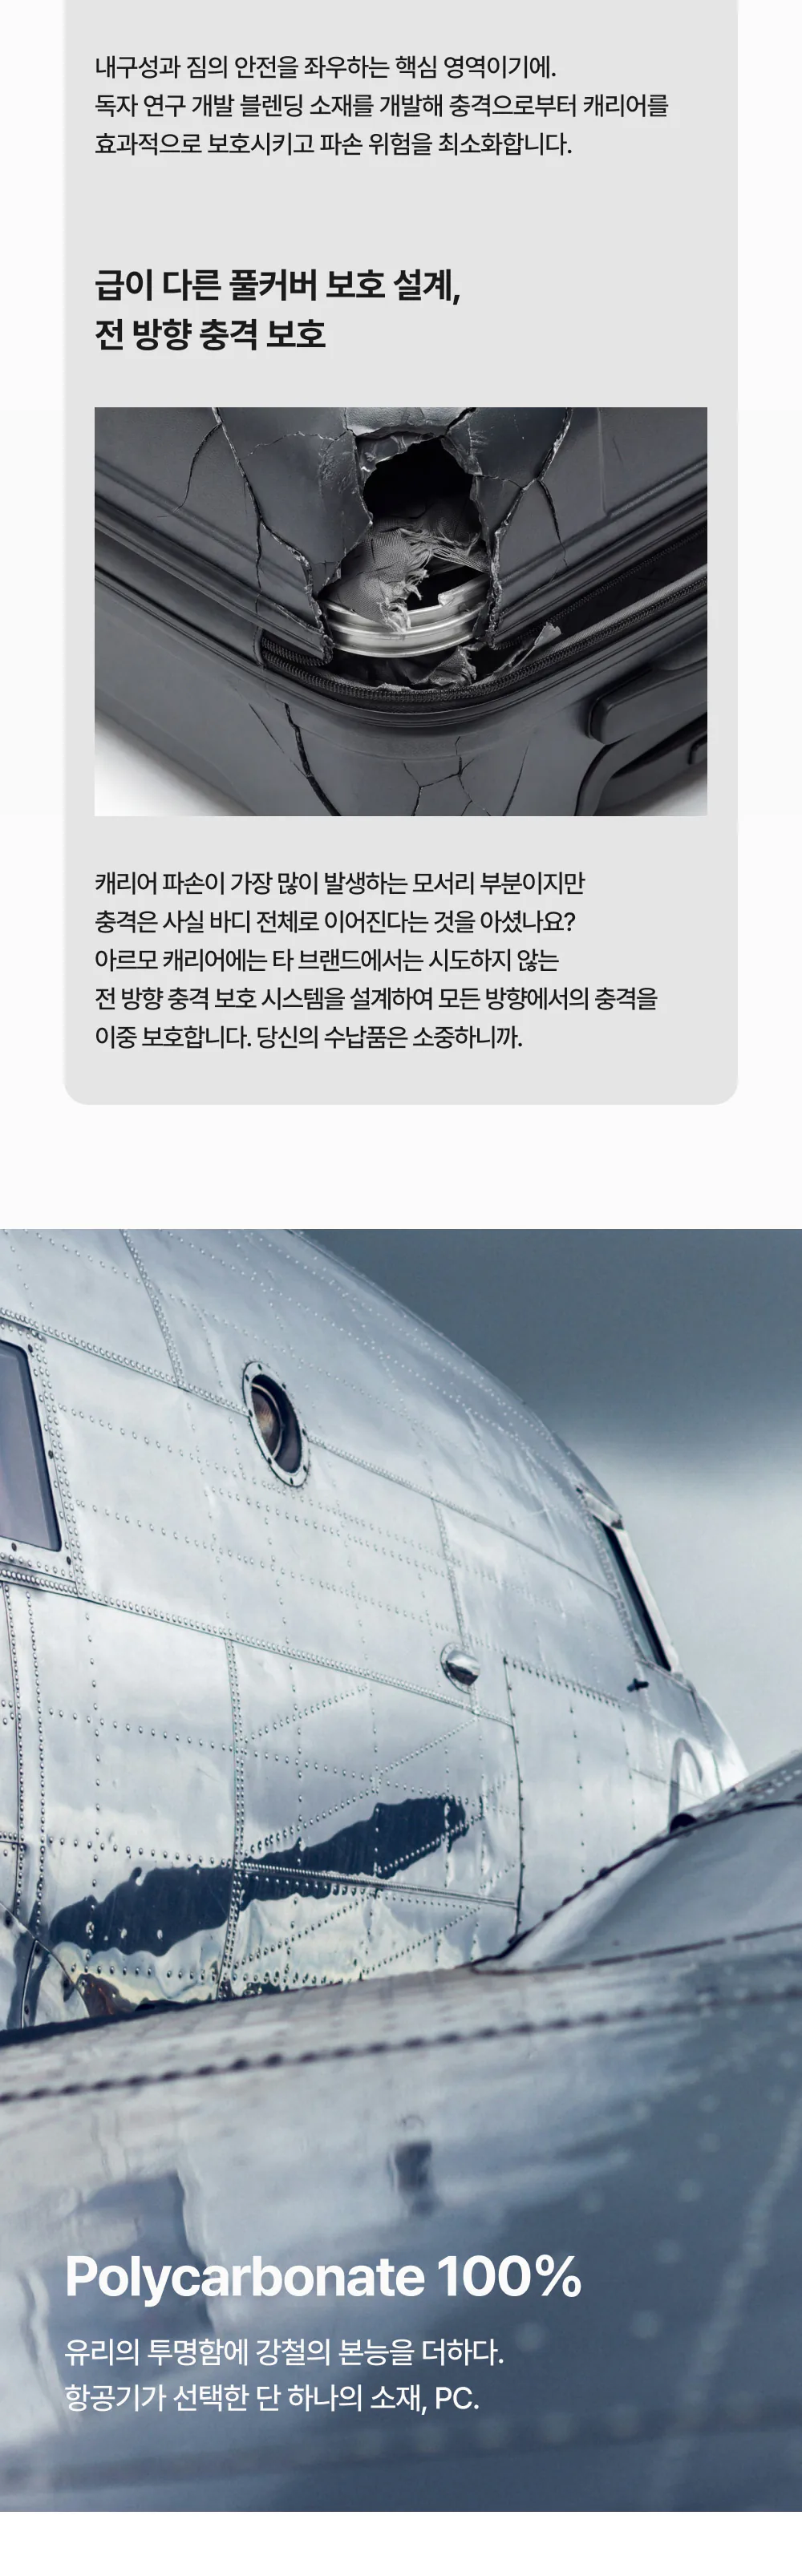 내구성과 짐의 안전을 좌우하는 핵심 영역이기에.
독자 연구 개발 블렌딩 소재를 개발해 충격으로부터 캐리어를
효과적으로 보호시키고 파손 위험을 최소화합니다.
급이 다른 풀커버 보호 설계,
전 방향 충격 보호
캐리어 파손이 가장 많이 발생하는 모서리 부분이지만
충격은 사실 바디 전체로 이어진다는 것을 아셨나요?
아르모 캐리어에는 타 브랜드에서는 시도하지 않는
전 방향 충격 보호 시스템을 설계하여 모든 방향에서의 충격을
이중 보호합니다. 당신의 수납품은 소중하니까.
Polycarbonate 100%
유리의 투명함에 강철의 본능을 더하다.
항공기가 선택한 단 하나의 소재, PC.